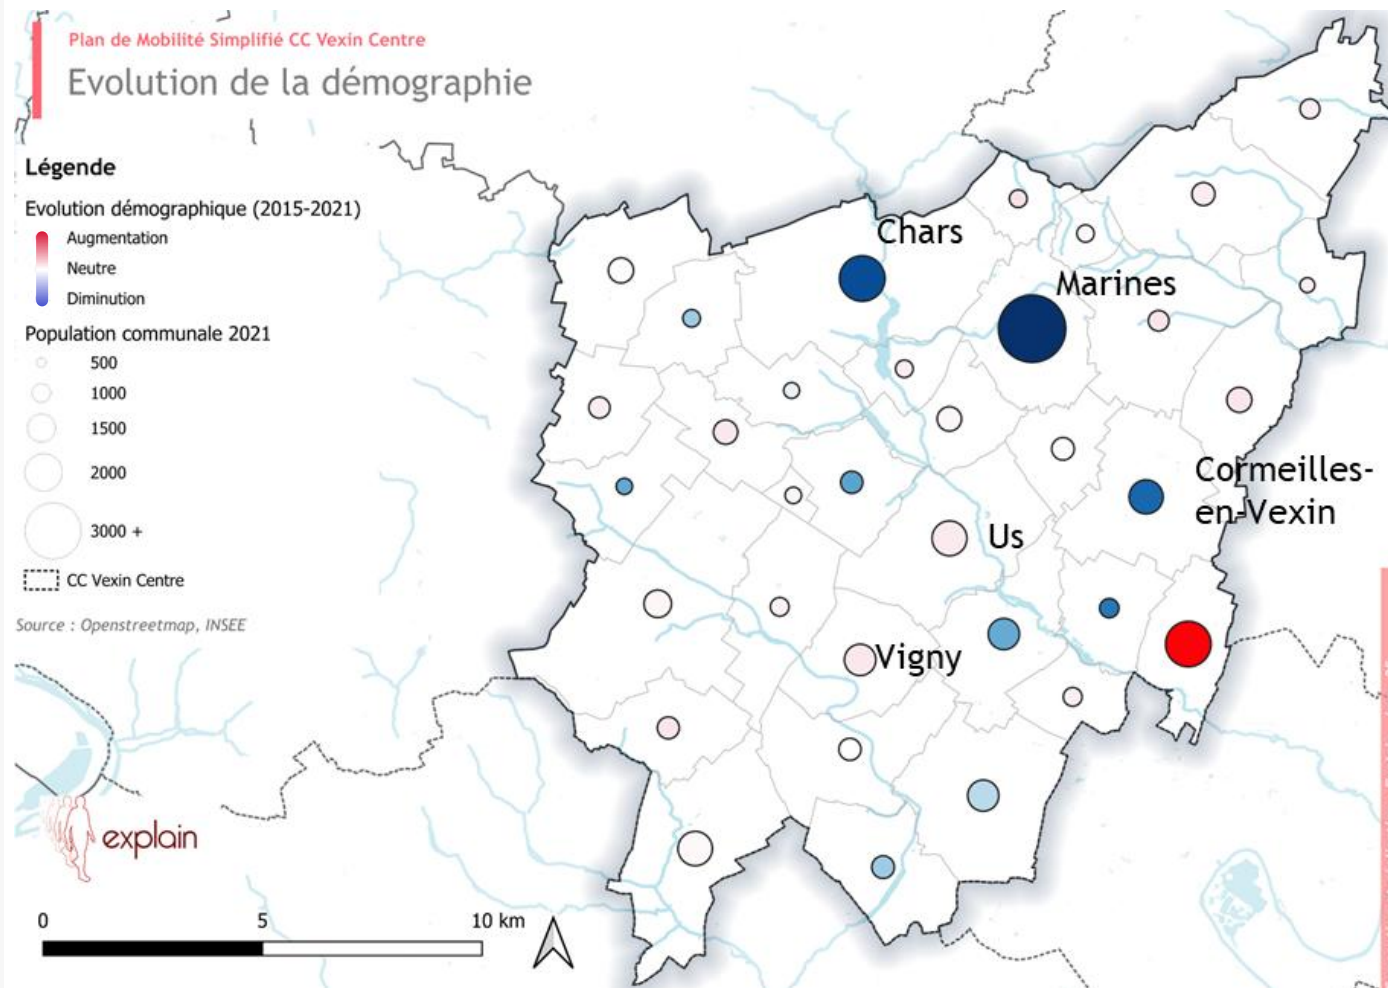 Plan de Mobilité Simplifié CC Vexin Centre
Evolution de la démographie
Légende
Evolution démographique (2015-2021)
Augmentation
Neutre
Diminution
Population communale 2021
500
1000
1500
2000
3000 +
CC Vexin Centre
Source : Openstreetmap, INSEE
Chars
Marines
Cormeilles-
en-Vexin
Us
Vigny
explain
0 5 10 km